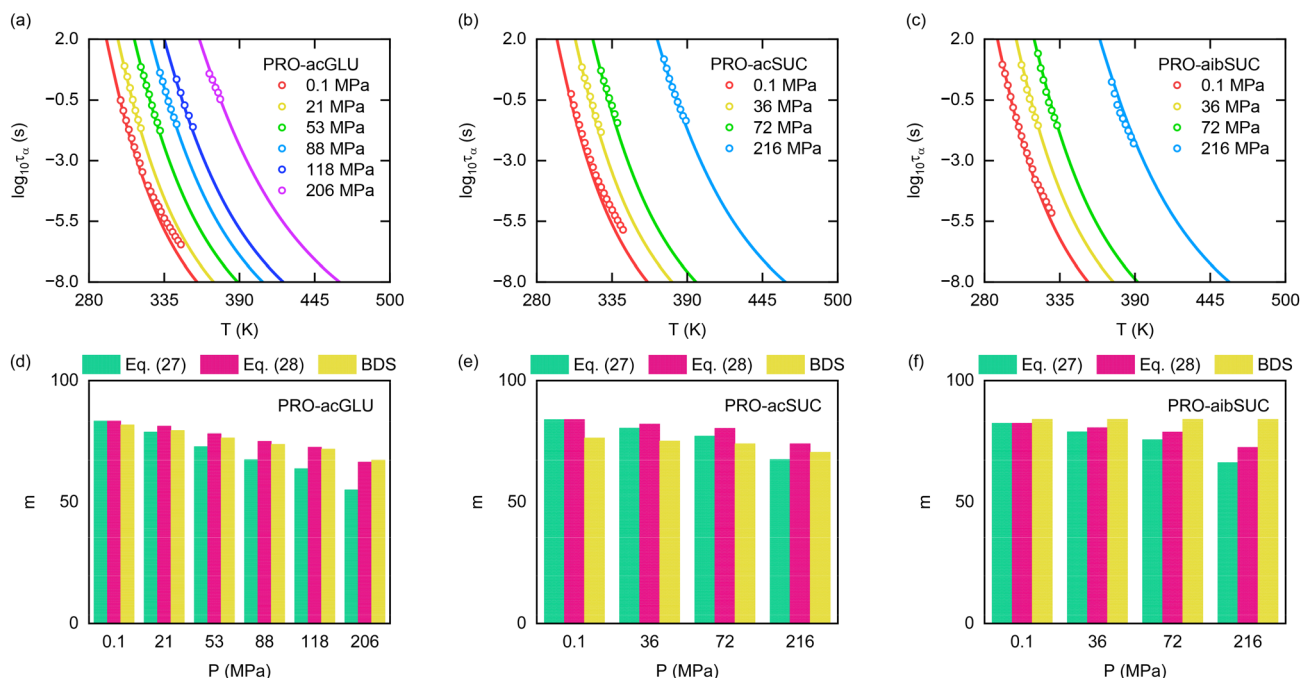 (a)
PRO-acGLU
0.1 MPa
21 MPa
53 MPa
88 MPa
118 MPa
206 MPa
log₁₀τα (s)
2.0
−0.5
−3.0
−5.5
−8.0
280 335 390 445 500
T (K)
(b)
PRO-acSUC
0.1 MPa
36 MPa
72 MPa
216 MPa
log₁₀τα (s)
2.0
−0.5
−3.0
−5.5
−8.0
280 335 390 445 500
T (K)
(c)
PRO-aibSUC
0.1 MPa
36 MPa
72 MPa
216 MPa
log₁₀τα (s)
2.0
−0.5
−3.0
−5.5
−8.0
280 335 390 445 500
T (K)
(d)
Eq. (27) Eq. (28) BDS
PRO-acGLU
m
100
50
0
0.1 21 53 88 118 206
P (MPa)
(e)
Eq. (27) Eq. (28) BDS
PRO-acSUC
m
100
50
0
0.1 36 72 216
P (MPa)
(f)
Eq. (27) Eq. (28) BDS
PRO-aibSUC
m
100
50
0
0.1 36 72 216
P (MPa)